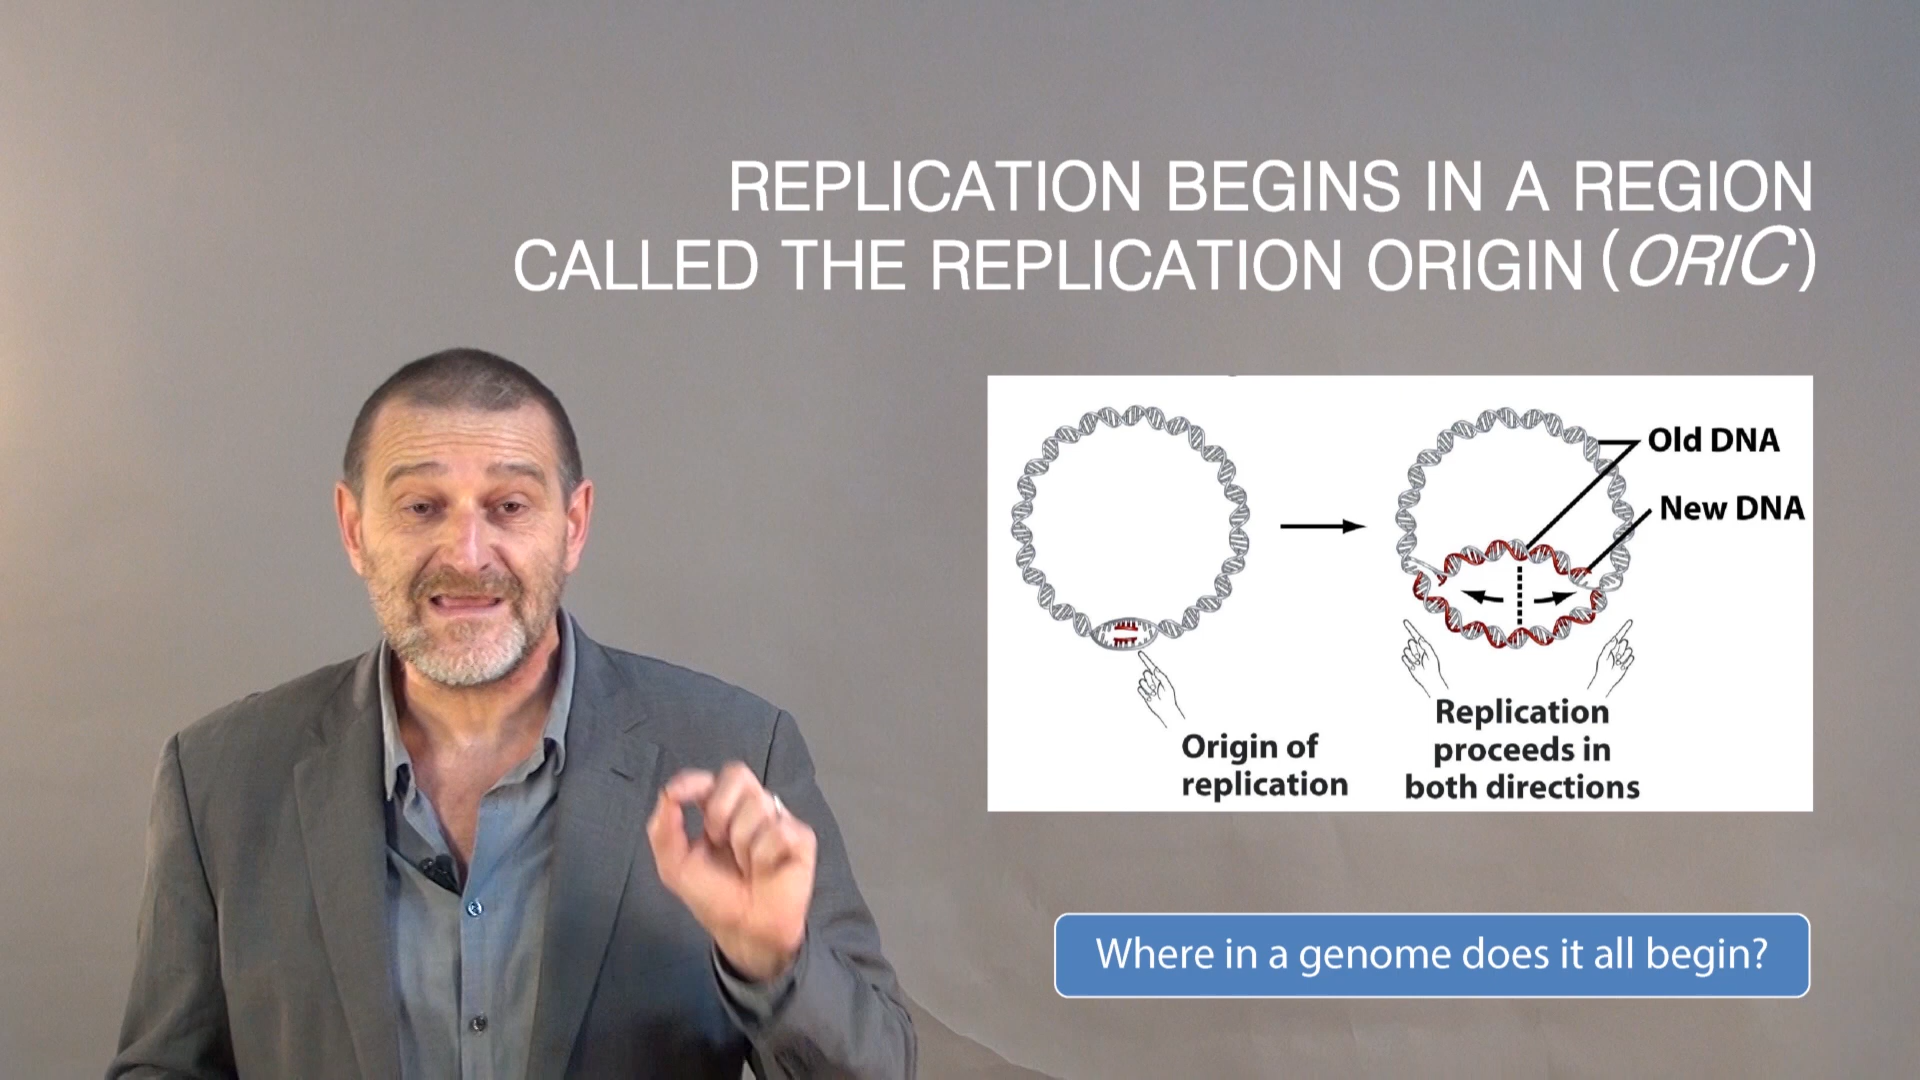 REPLICATION BEGINS IN A REGION
CALLED THE REPLICATION ORIGIN (ORIC)
Old DNA
New DNA
Origin of
replication
Replication
proceeds in
both directions
Where in a genome does it all begin?